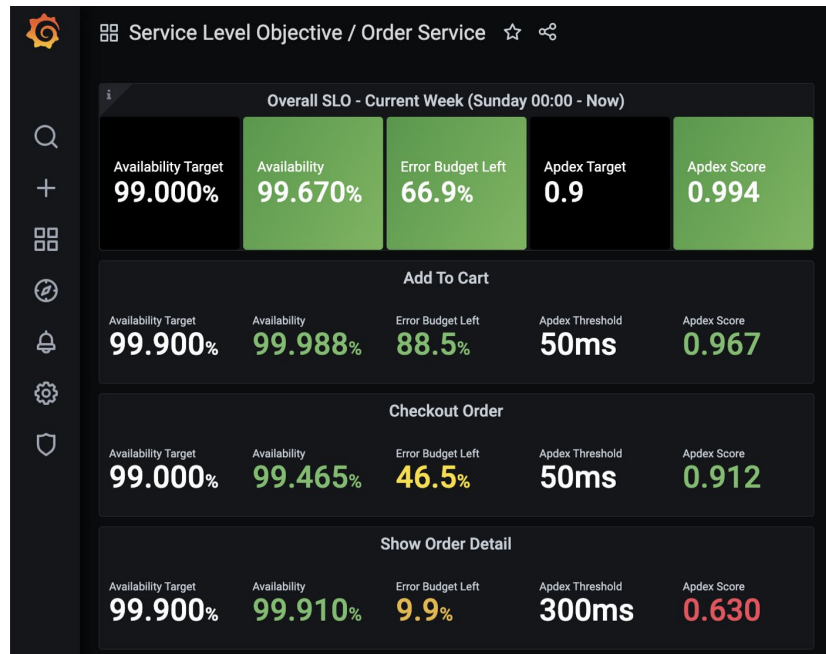 Service Level Objective / Order Service
i
Overall SLO - Current Week (Sunday 00:00 - Now)
Availability Target Availability Error Budget Left Apdex Target Apdex Score
99.000% 99.670% 66.9% 0.9 0.994
Add To Cart
Availability Target Availability Error Budget Left Apdex Threshold Apdex Score
99.900% 99.988% 88.5% 50ms 0.967
Checkout Order
Availability Target Availability Error Budget Left Apdex Threshold Apdex Score
99.000% 99.465% 46.5% 50ms 0.912
Show Order Detail
Availability Target Availability Error Budget Left Apdex Threshold Apdex Score
99.900% 99.910% 9.9% 300ms 0.630